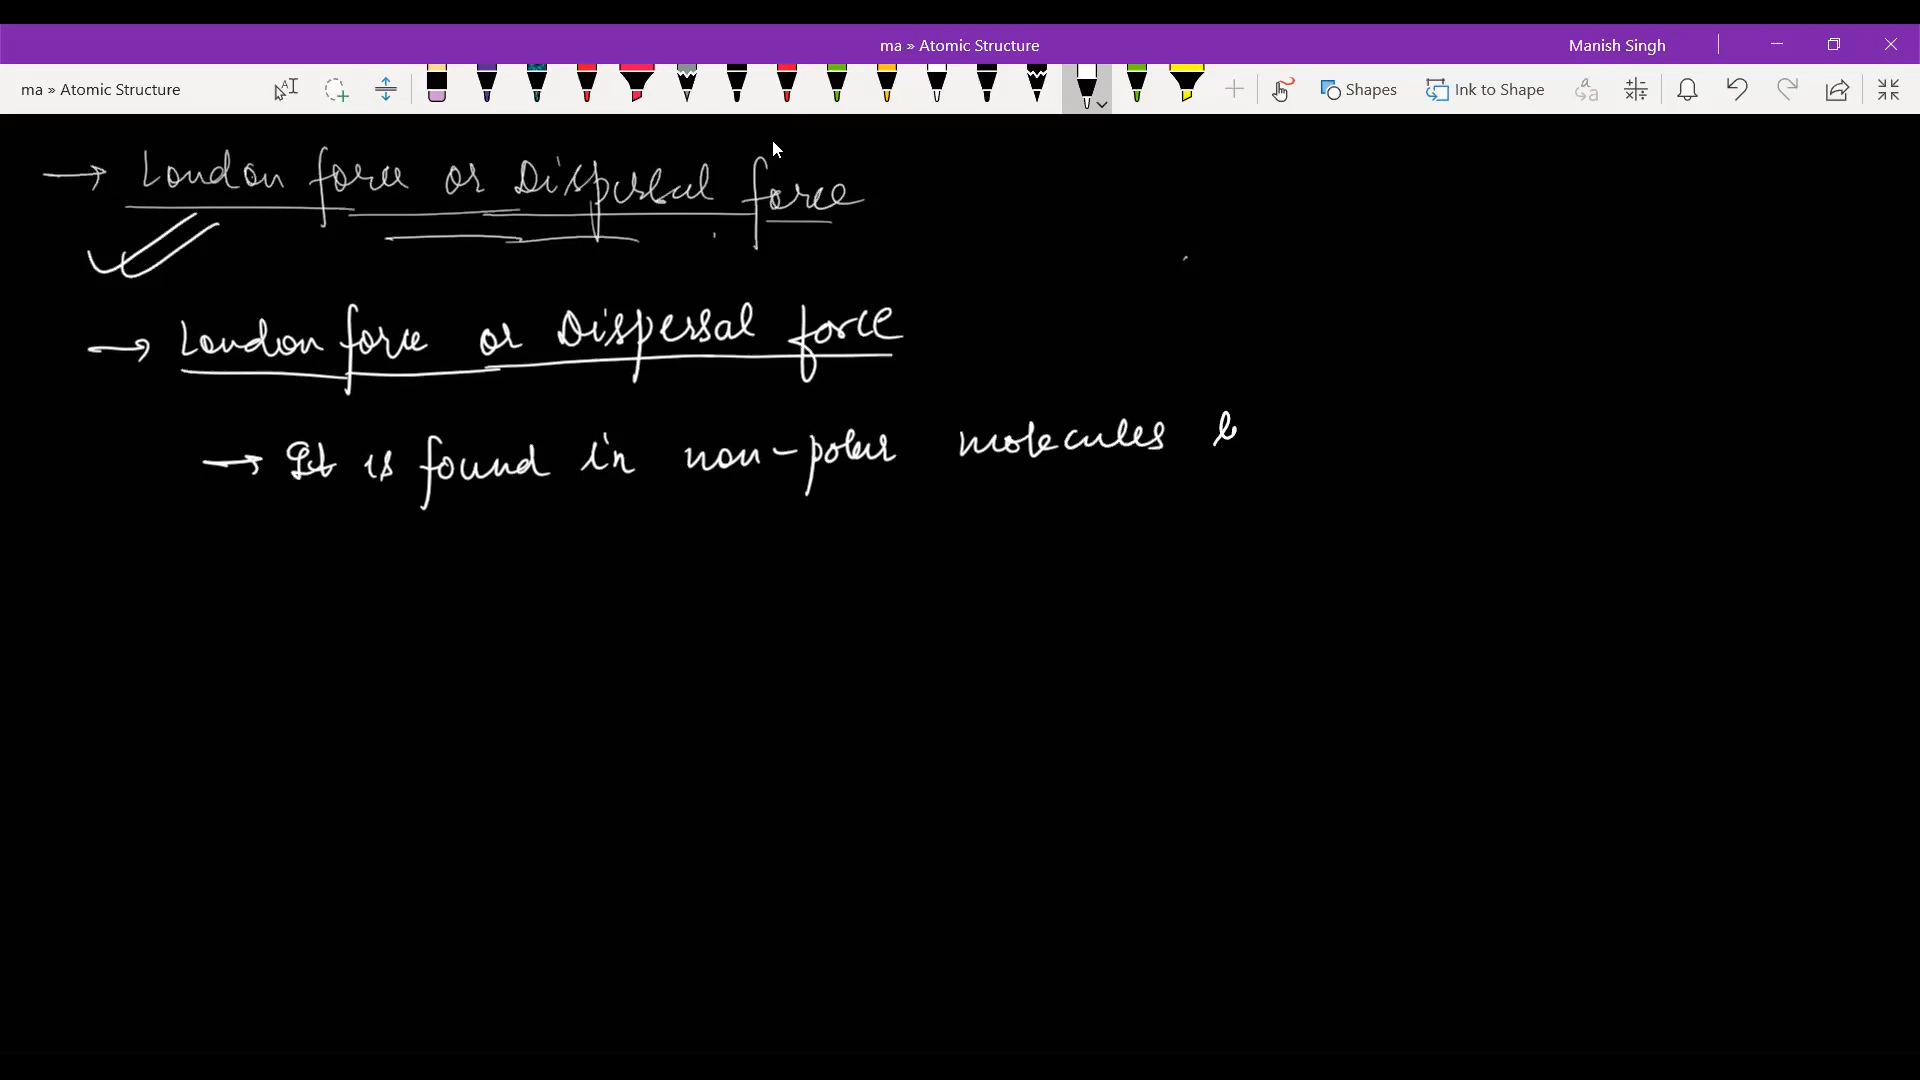 ma » Atomic Structure
Manish Singh
ma » Atomic Structure
Shapes
Ink to Shape
→ London force or Dispersal force
→ London force or Dispersal force
→ It is found in non-polar molecules